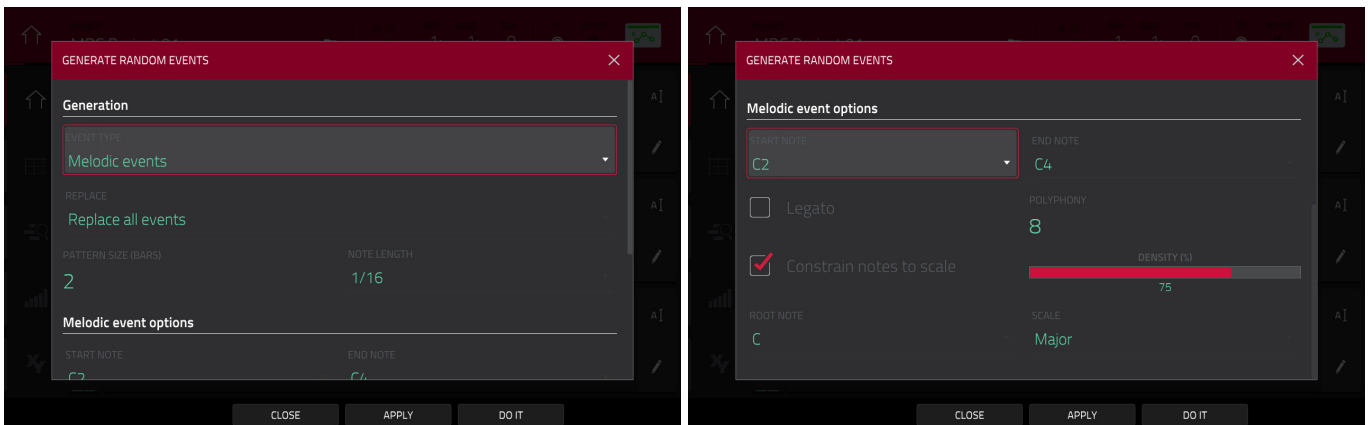 GENERATE RANDOM EVENTS
Generation
EVENT TYPE
Melodic events
REPLACE
Replace all events
PATTERN SIZE (BARS) NOTE LENGTH
2 1/16
Melodic event options
START NOTE END NOTE
C2 C4
CLOSE APPLY DO IT
GENERATE RANDOM EVENTS
Melodic event options
START NOTE END NOTE
C2 C4
Legato
POLYPHONY
8
Constrain notes to scale
DENSITY (%)
75
ROOT NOTE SCALE
C Major
CLOSE APPLY DO IT